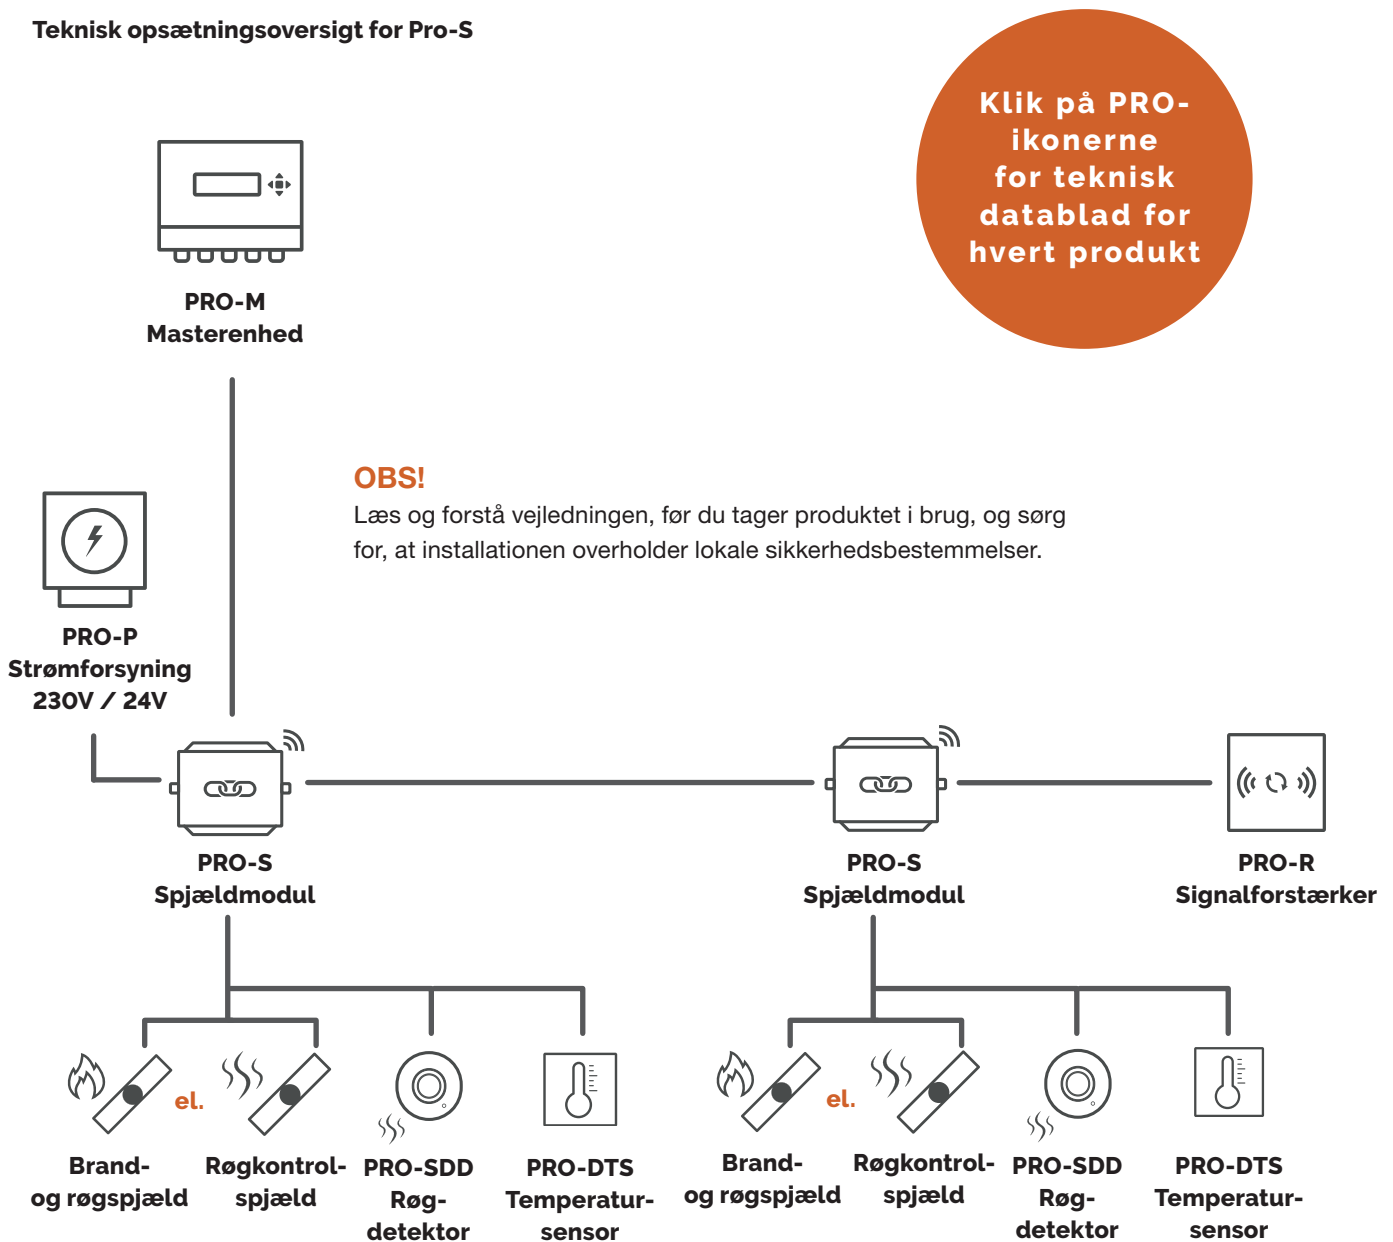 Teknisk opsætningsoversigt for Pro-S
Klik på PRO-
ikonerne
for teknisk
datablad for
hvert produkt
PRO-M
Masterenhed
OBS!
Læs og forstå vejledningen, før du tager produktet i brug, og sørg
for, at installationen overholder lokale sikkerhedsbestemmelser.
PRO-P
Strømforsyning
230V / 24V
PRO-S
Spjældmodul
PRO-S
Spjældmodul
PRO-R
Signalforstærker
el.
Brand-
og røgspjæld
Røgkontrol-
spjæld
PRO-SDD
Røg-
detektor
PRO-DTS
Temperatur-
sensor
el.
Brand-
og røgspjæld
Røgkontrol-
spjæld
PRO-SDD
Røg-
detektor
PRO-DTS
Temperatur-
sensor